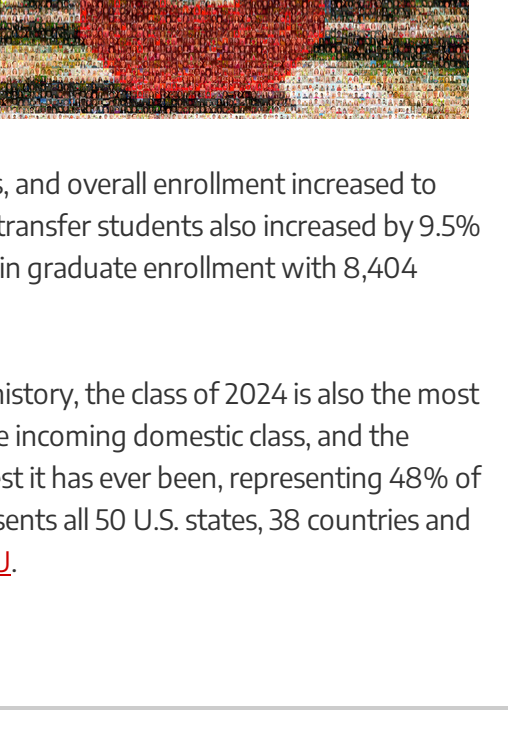 , and overall enrollment increased to
transfer students also increased by 9.5%
in graduate enrollment with 8,404
history, the class of 2024 is also the most
incoming domestic class, and the
it has ever been, representing 48% of
all 50 U.S. states, 38 countries and
U.